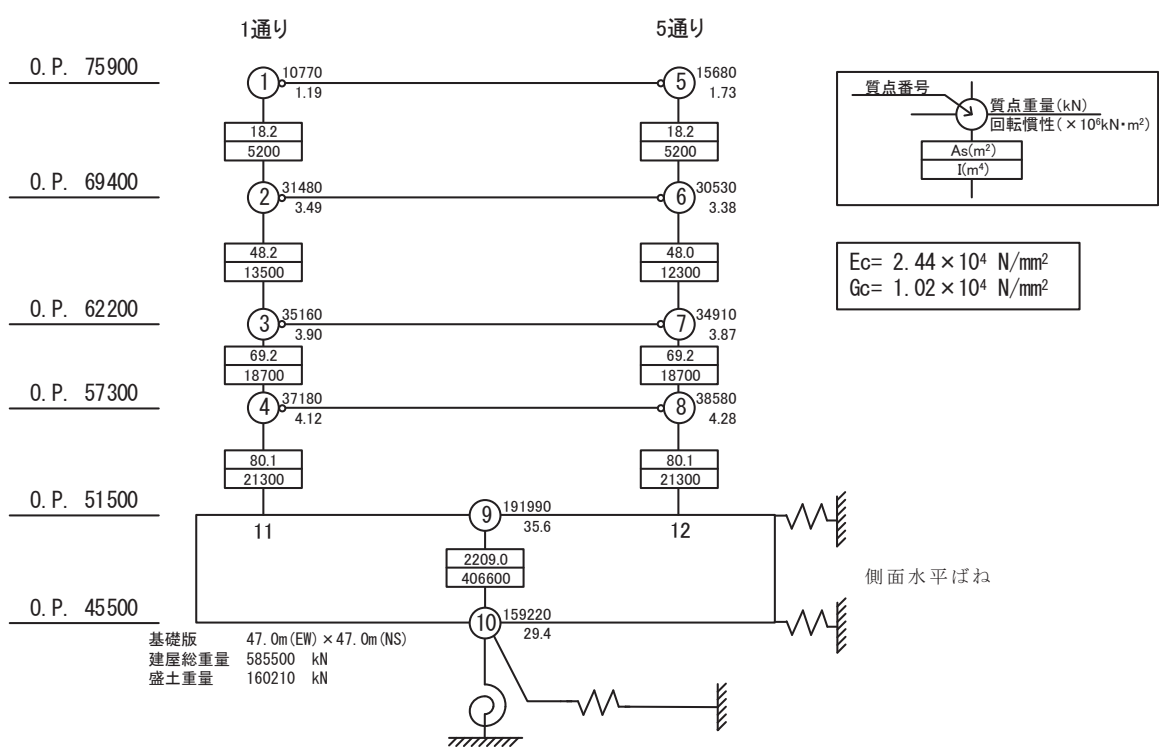 1通り
5通り
O.P. 75900
1
10770
1.19
5
15680
1.73
18.2
5200
18.2
5200
O.P. 69400
2
31480
3.49
6
30530
3.38
48.2
13500
48.0
12300
O.P. 62200
3
35160
3.90
7
34910
3.87
69.2
18700
69.2
18700
O.P. 57300
4
37180
4.12
8
38580
4.28
80.1
21300
80.1
21300
O.P. 51500
11
9
191990
35.6
12
2209.0
406600
側面水平ばね
O.P. 45500
10
159220
29.4
基礎版 47.0m(EW)×47.0m(NS)
建屋総重量 585500 kN
盛土重量 160210 kN
質点番号
質点重量(kN)
回転慣性(×10⁶kN・m²)
As(m²)
I(m⁴)
Ec= 2.44×10⁴ N/mm²
Gc= 1.02×10⁴ N/mm²